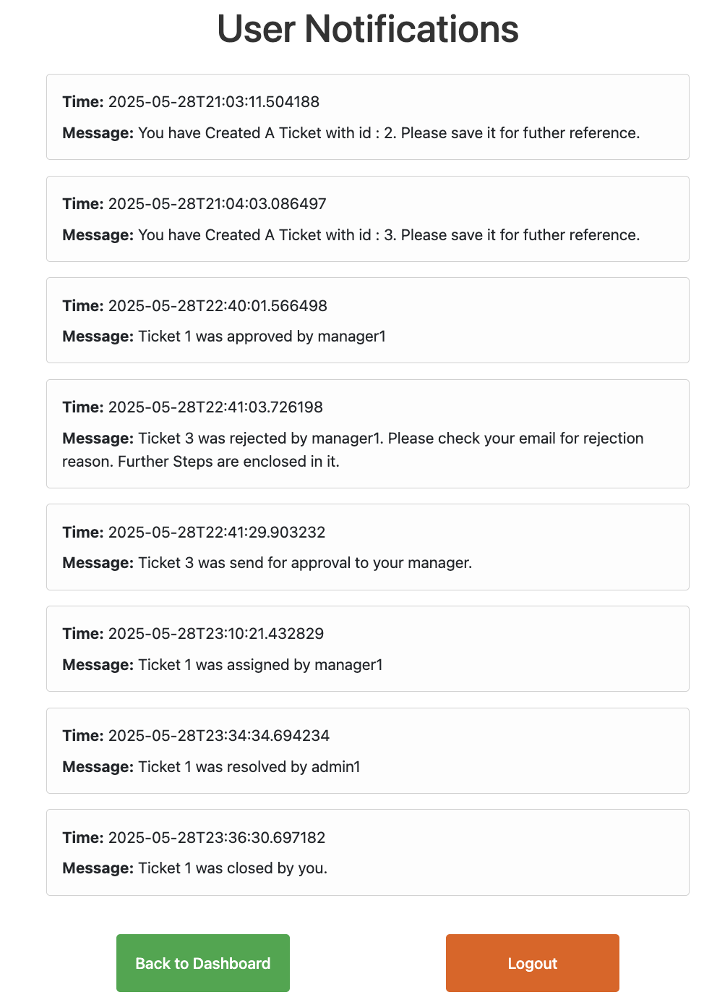 User Notifications
Time: 2025-05-28T21:03:11.504188
Message: You have Created A Ticket with id : 2. Please save it for futher reference.
Time: 2025-05-28T21:04:03.086497
Message: You have Created A Ticket with id : 3. Please save it for futher reference.
Time: 2025-05-28T22:40:01.566498
Message: Ticket 1 was approved by manager1
Time: 2025-05-28T22:41:03.726198
Message: Ticket 3 was rejected by manager1. Please check your email for rejection
reason. Further Steps are enclosed in it.
Time: 2025-05-28T22:41:29.903232
Message: Ticket 3 was send for approval to your manager.
Time: 2025-05-28T23:10:21.432829
Message: Ticket 1 was assigned by manager1
Time: 2025-05-28T23:34:34.694234
Message: Ticket 1 was resolved by admin1
Time: 2025-05-28T23:36:30.697182
Message: Ticket 1 was closed by you.
Back to Dashboard
Logout